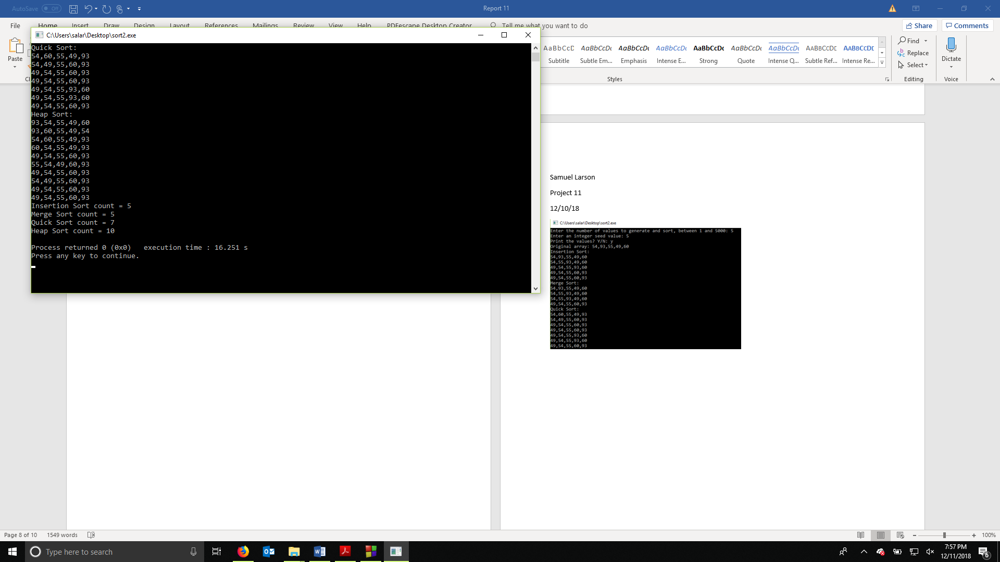 AutoSave Off
Report 11
File Home Insert Draw Design Layout References Mailings Review View Help PDFescape Desktop Creator Tell me what you want to do
Share Comments
C:\Users\salar\Desktop\sort2.exe
Paste
AaBbCcD AaBbCcDc AaBbCcDc AaBbCcDc AaBbCcDc AaBbCcDc AaBbCcDc AABBCCDD AABBCCDD
Subtitle Subtle Em... Emphasis Intense E... Strong Quote Intense Q... Subtle Ref... Intense Re...
Styles
Find
Replace
Select
Editing
Dictate
Voice
Quick Sort:
54,60,55,49,93
54,49,55,60,93
49,54,55,60,93
49,54,55,60,93
49,54,55,93,60
49,54,55,93,60
49,54,55,60,93
Heap Sort:
93,54,55,49,60
93,60,55,49,54
54,60,55,49,93
60,54,55,49,93
49,54,55,60,93
55,54,49,60,93
49,54,55,60,93
54,49,55,60,93
49,54,55,60,93
49,54,55,60,93
Insertion Sort count = 5
Merge Sort count = 5
Quick Sort count = 7
Heap Sort count = 10
Process returned 0 (0x0)   execution time : 16.251 s
Press any key to continue.
Samuel Larson
Project 11
12/10/18
C:\Users\salar\Desktop\sort2.exe
Enter the number of values to generate and sort, between 1 and 5000: 5
Enter an integer seed value: 5
Print the values? Y/N: y
Original array: 54,93,55,49,60
Insertion Sort:
54,93,55,49,60
54,55,93,49,60
49,54,55,93,60
49,54,55,60,93
49,54,55,60,93
Merge Sort:
54,93,55,49,60
54,55,93,49,60
54,55,93,49,60
49,54,55,60,93
Quick Sort:
54,60,55,49,93
54,49,55,60,93
49,54,55,60,93
49,54,55,60,93
49,54,55,93,60
49,54,55,93,60
49,54,55,60,93
Page 8 of 10 1549 words
100%
Type here to search
7:57 PM
12/11/2018
6